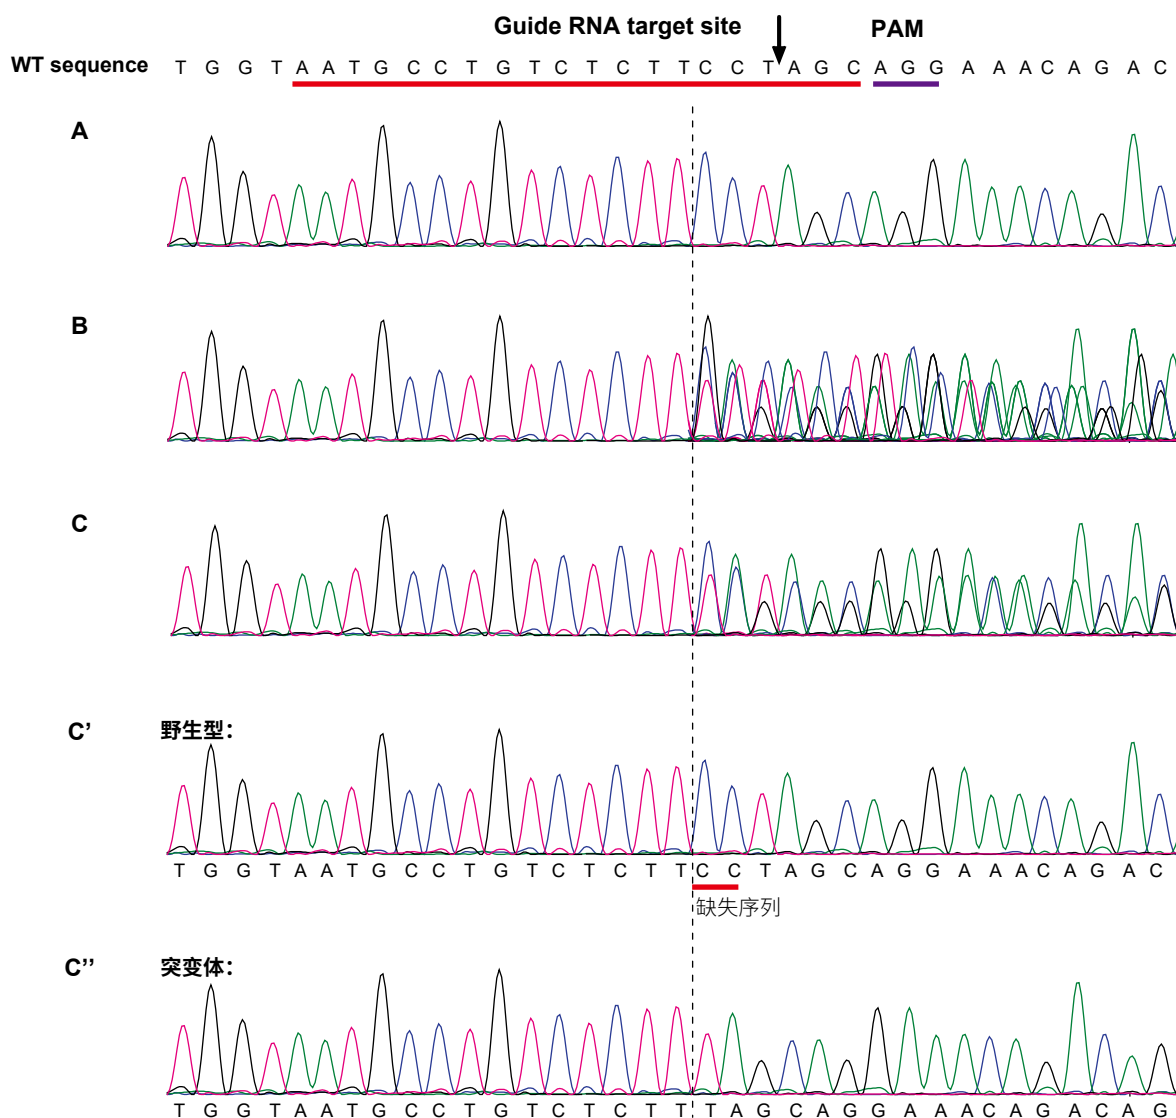 Guide RNA target site PAM
WT sequence T G G T A A T G C C T G T C T C T T C C T A G C A G G A A A C A G A C
A
B
C
C' 野生型:
T G G T A A T G C C T G T C T C T T C C T A G C A G G A A A C A G A C
缺失序列
C'' 突变体:
T G G T A A T G C C T G T C T C T T T A G C A G G A A A C A G A C A G